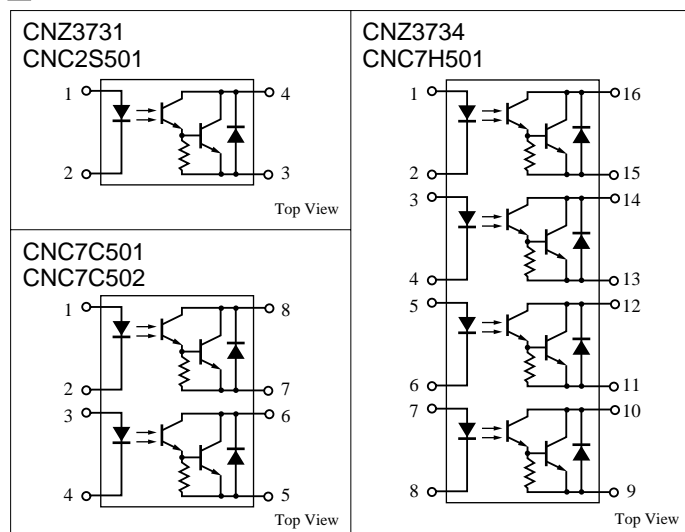 CNZ3731
CNC2S501
1 4
2 3
Top View
CNC7C501
CNC7C502
1 8
2 7
3 6
4 5
Top View
CNZ3734
CNC7H501
1 16
2 15
3 14
4 13
5 12
6 11
7 10
8 9
Top View